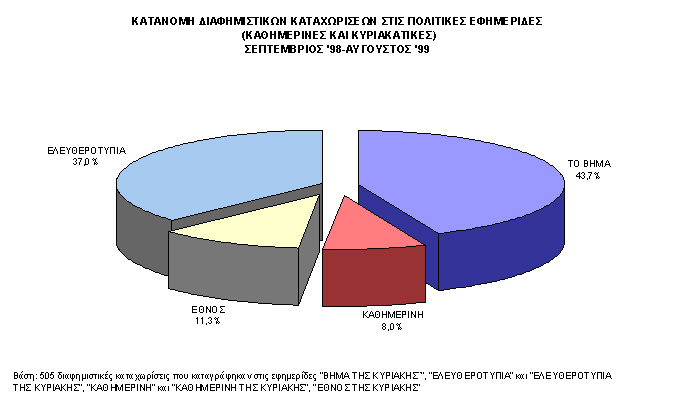 ΚΑΤΑΝΟΜΗ ΔΙΑΦΗΜΙΣΤΙΚΩΝ ΚΑΤΑΧΩΡΙΣΕΩΝ ΣΤΙΣ ΠΟΛΙΤΙΚΕΣ ΕΦΗΜΕΡΙΔΕΣ
(ΚΑΘΗΜΕΡΙΝΕΣ ΚΑΙ ΚΥΡΙΑΚΑΤΙΚΕΣ)
ΣΕΠΤΕΜΒΡΙΟΣ '98-ΑΥΓΟΥΣΤΟΣ '99
ΕΛΕΥΘΕΡΟΤΥΠΙΑ
37,0%
ΤΟ ΒΗΜΑ
43,7%
ΕΘΝΟΣ
11,3%
ΚΑΘΗΜΕΡΙΝΗ
8,0%
Βάση: 505 διαφημιστικές καταχωρίσεις που καταγράφηκαν στις εφημερίδες "ΒΗΜΑ ΤΗΣ ΚΥΡΙΑΚΗΣ"', "ΕΛΕΥΘΕΡΟΤΥΠΙΑ" και "ΕΛΕΥΘΕΡΟΤΥΠΙΑ
ΤΗΣ ΚΥΡΙΑΚΗΣ", "ΚΑΘΗΜΕΡΙΝΗ" και "ΚΑΘΗΜΕΡΙΝΗ ΤΗΣ ΚΥΡΙΑΚΗΣ", "ΕΘΝΟΣ ΤΗΣ ΚΥΡΙΑΚΗΣ'